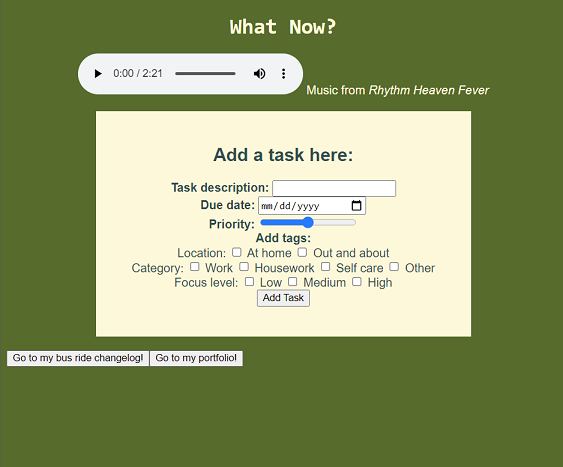 What Now?
0:00 / 2:21
Music from Rhythm Heaven Fever
Add a task here:
Task description:
Due date: mm/dd/yyyy
Priority:
Add tags:
Location: At home Out and about
Category: Work Housework Self care Other
Focus level: Low Medium High
Add Task
Go to my bus ride changelog! Go to my portfolio!